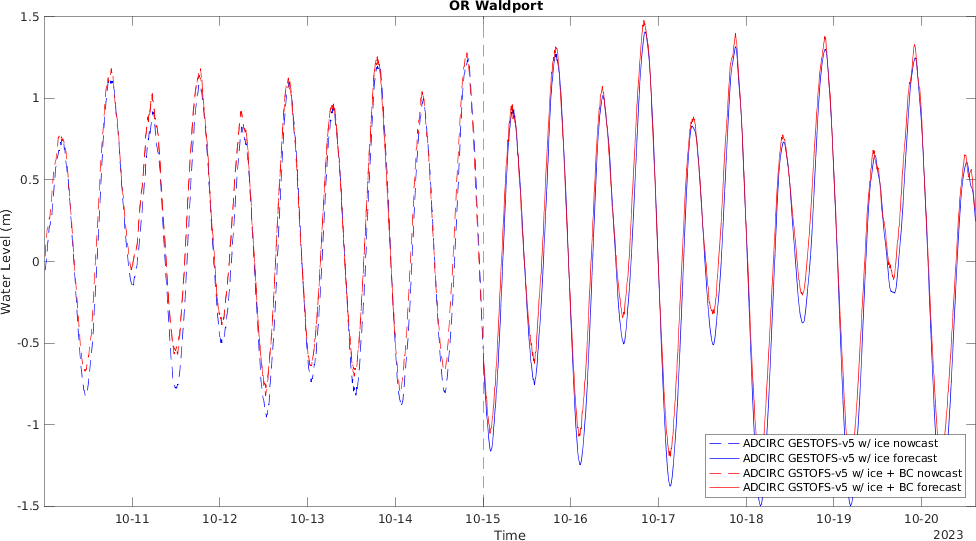 OR Waldport
1.5
1
0.5
0
-0.5
-1
-1.5
Water Level (m)
10-11
10-12
10-13
10-14
10-15
10-16
10-17
10-18
10-19
10-20
Time
2023
ADCIRC GESTOFS-v5 w/ ice nowcast
ADCIRC GESTOFS-v5 w/ ice forecast
ADCIRC GSTOFS-v5 w/ ice + BC nowcast
ADCIRC GSTOFS-v5 w/ ice + BC forecast